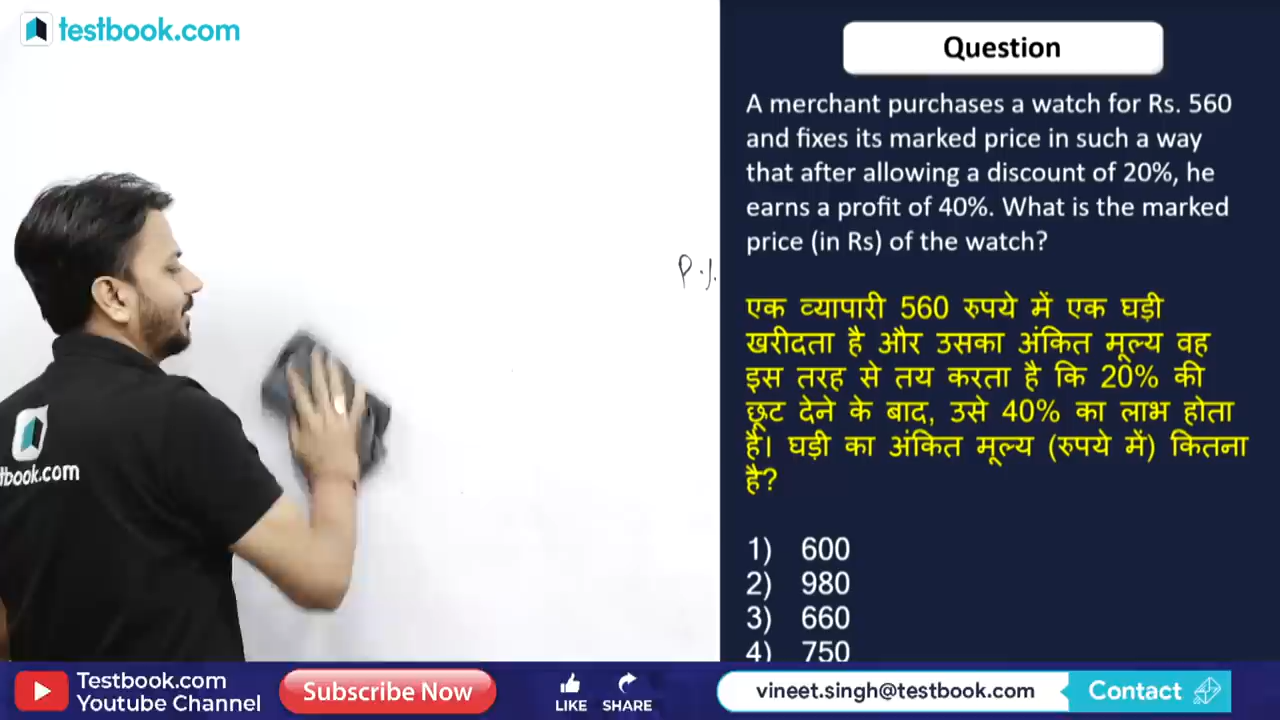 testbook.com
Question
A merchant purchases a watch for Rs. 560
and fixes its marked price in such a way
that after allowing a discount of 20%, he
earns a profit of 40%. What is the marked
price (in Rs) of the watch?
P.%.
एक व्यापारी 560 रुपये में एक घड़ी
खरीदता है और उसका अंकित मूल्य वह
इस तरह से तय करता है कि 20% की
छूट देने के बाद, उसे 40% का लाभ होता
है। घड़ी का अंकित मूल्य (रुपये में) कितना
है?
tbook.com
1) 600
2) 980
3) 660
4) 750
Testbook.com
YouTube Channel
Subscribe Now
LIKE
SHARE
vineet.singh@testbook.com
Contact